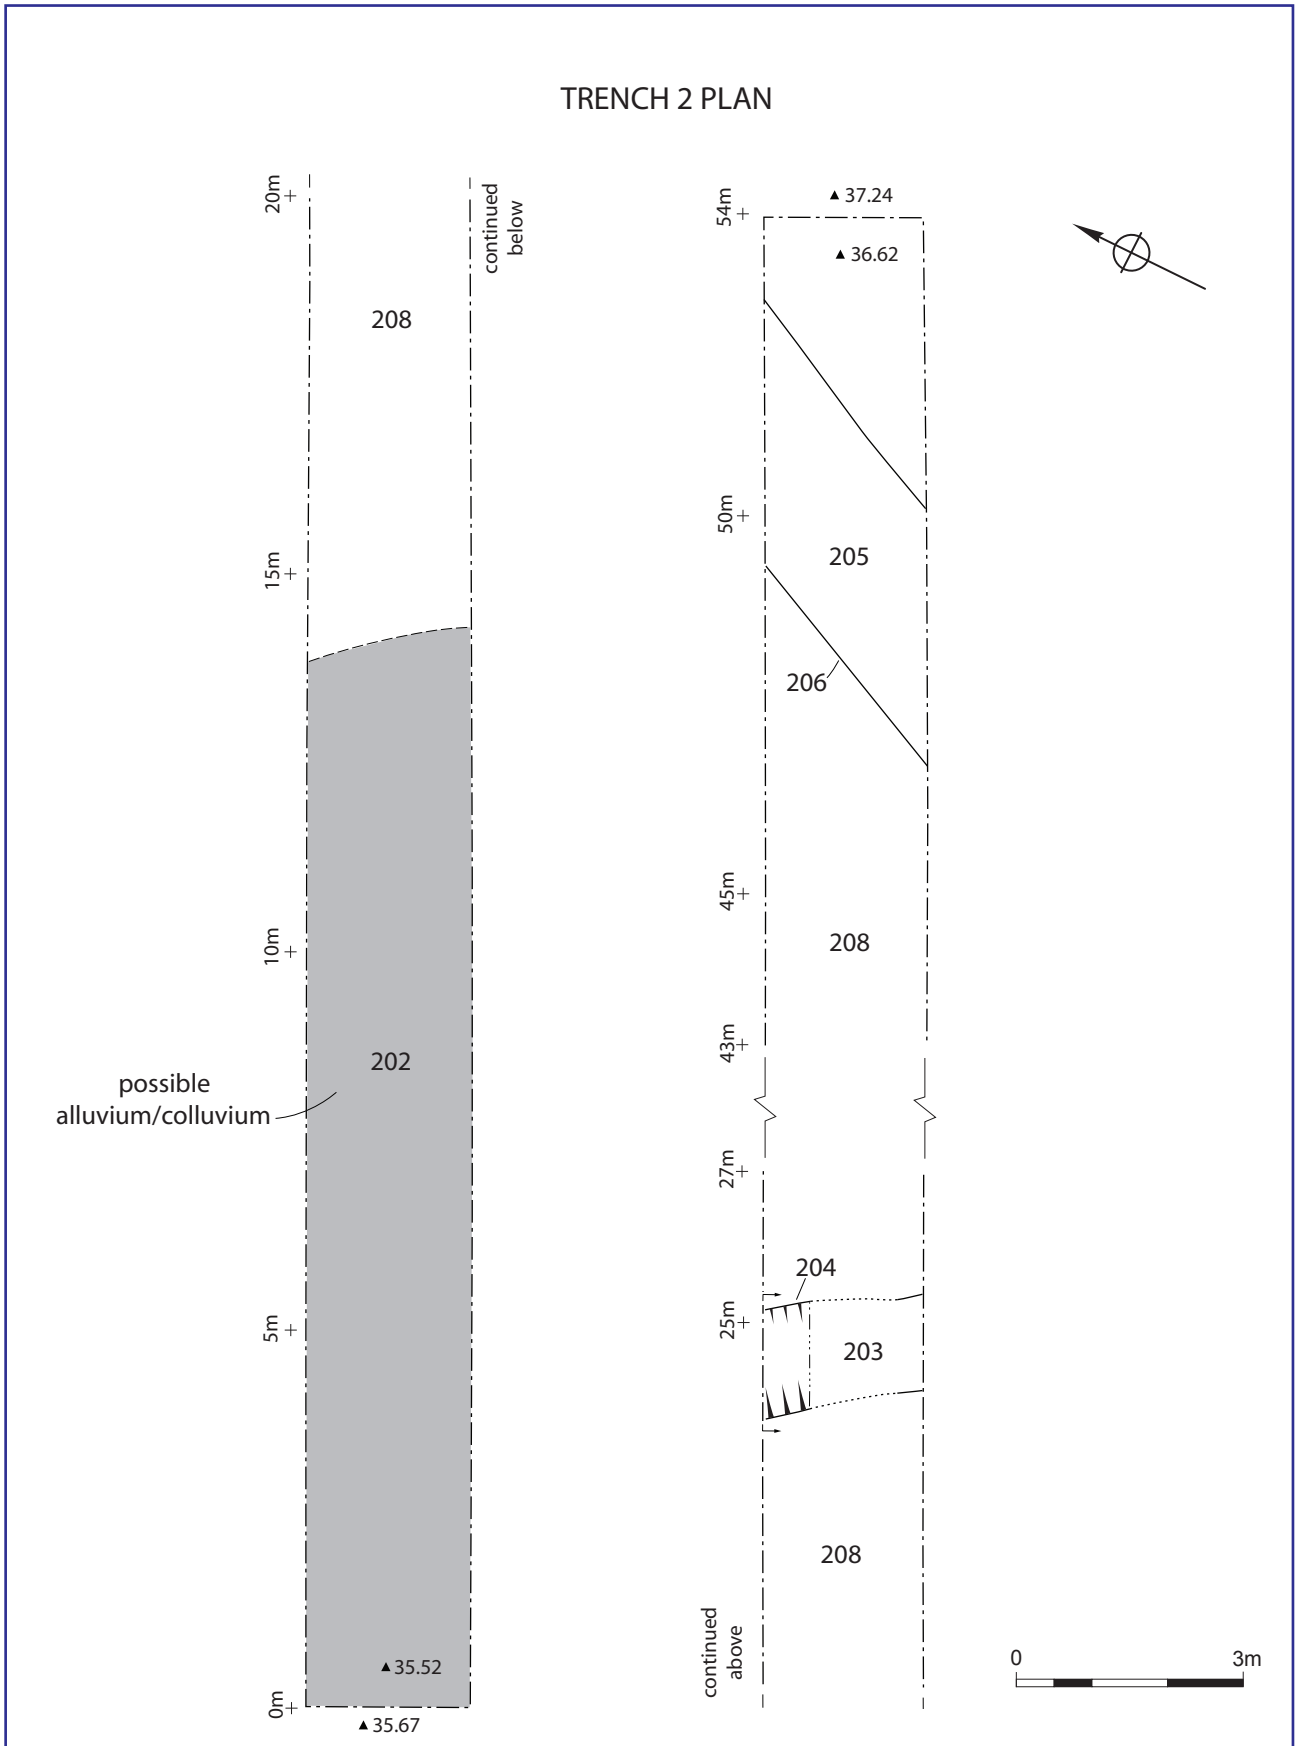 TRENCH 2 PLAN
20m
continued
below
208
15m
10m
202
possible
alluvium/colluvium
5m
35.52
0m
35.67
54m
37.24
36.62
50m
205
206
45m
208
43m
27m
204
25m
203
208
continued
above
0 3m